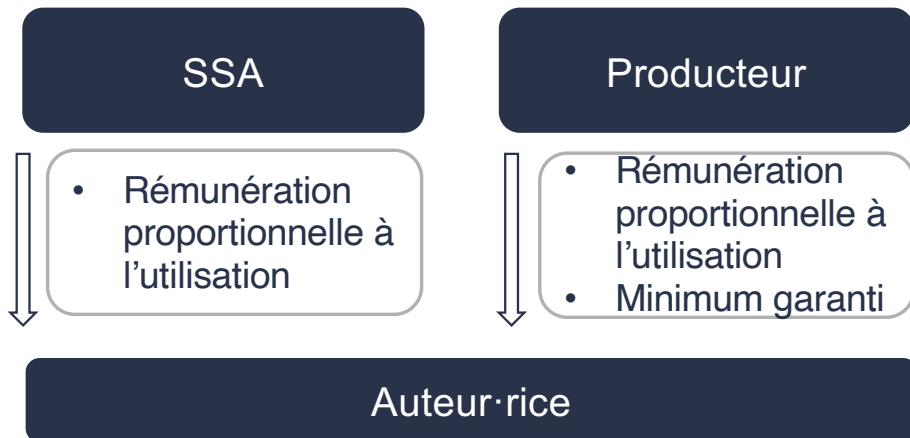 SSA
• Rémunération
proportionnelle à
l’utilisation
Producteur
• Rémunération
proportionnelle à
l’utilisation
• Minimum garanti
Auteur·rice